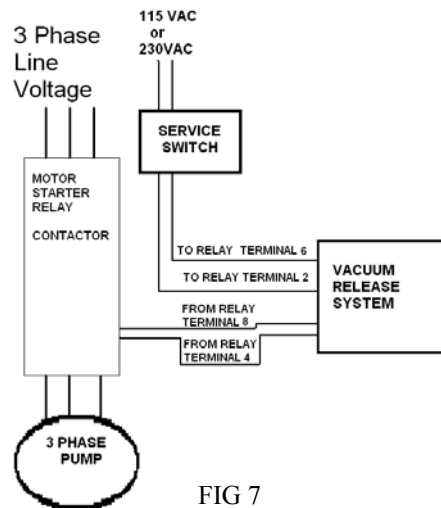 3 Phase
Line
Voltage
115 VAC
or
230VAC
SERVICE
SWITCH
MOTOR
STARTER
RELAY
CONTACTOR
TO RELAY TERMINAL 6
TO RELAY TERMINAL 2
FROM RELAY
TERMINAL 8
FROM RELAY
TERMINAL 4
VACUUM
RELEASE
SYSTEM
3 PHASE
PUMP
FIG 7